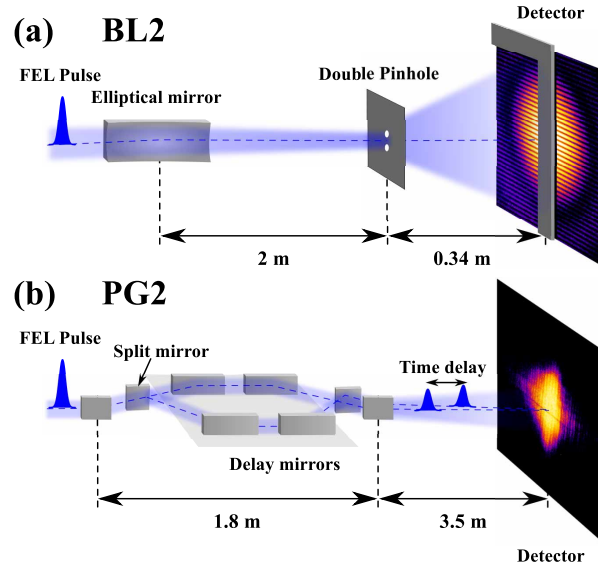 (a) BL2
Detector
FEL Pulse
Elliptical mirror
Double Pinhole
2 m
0.34 m
(b) PG2
FEL Pulse
Split mirror
Time delay
Delay mirrors
1.8 m
3.5 m
Detector